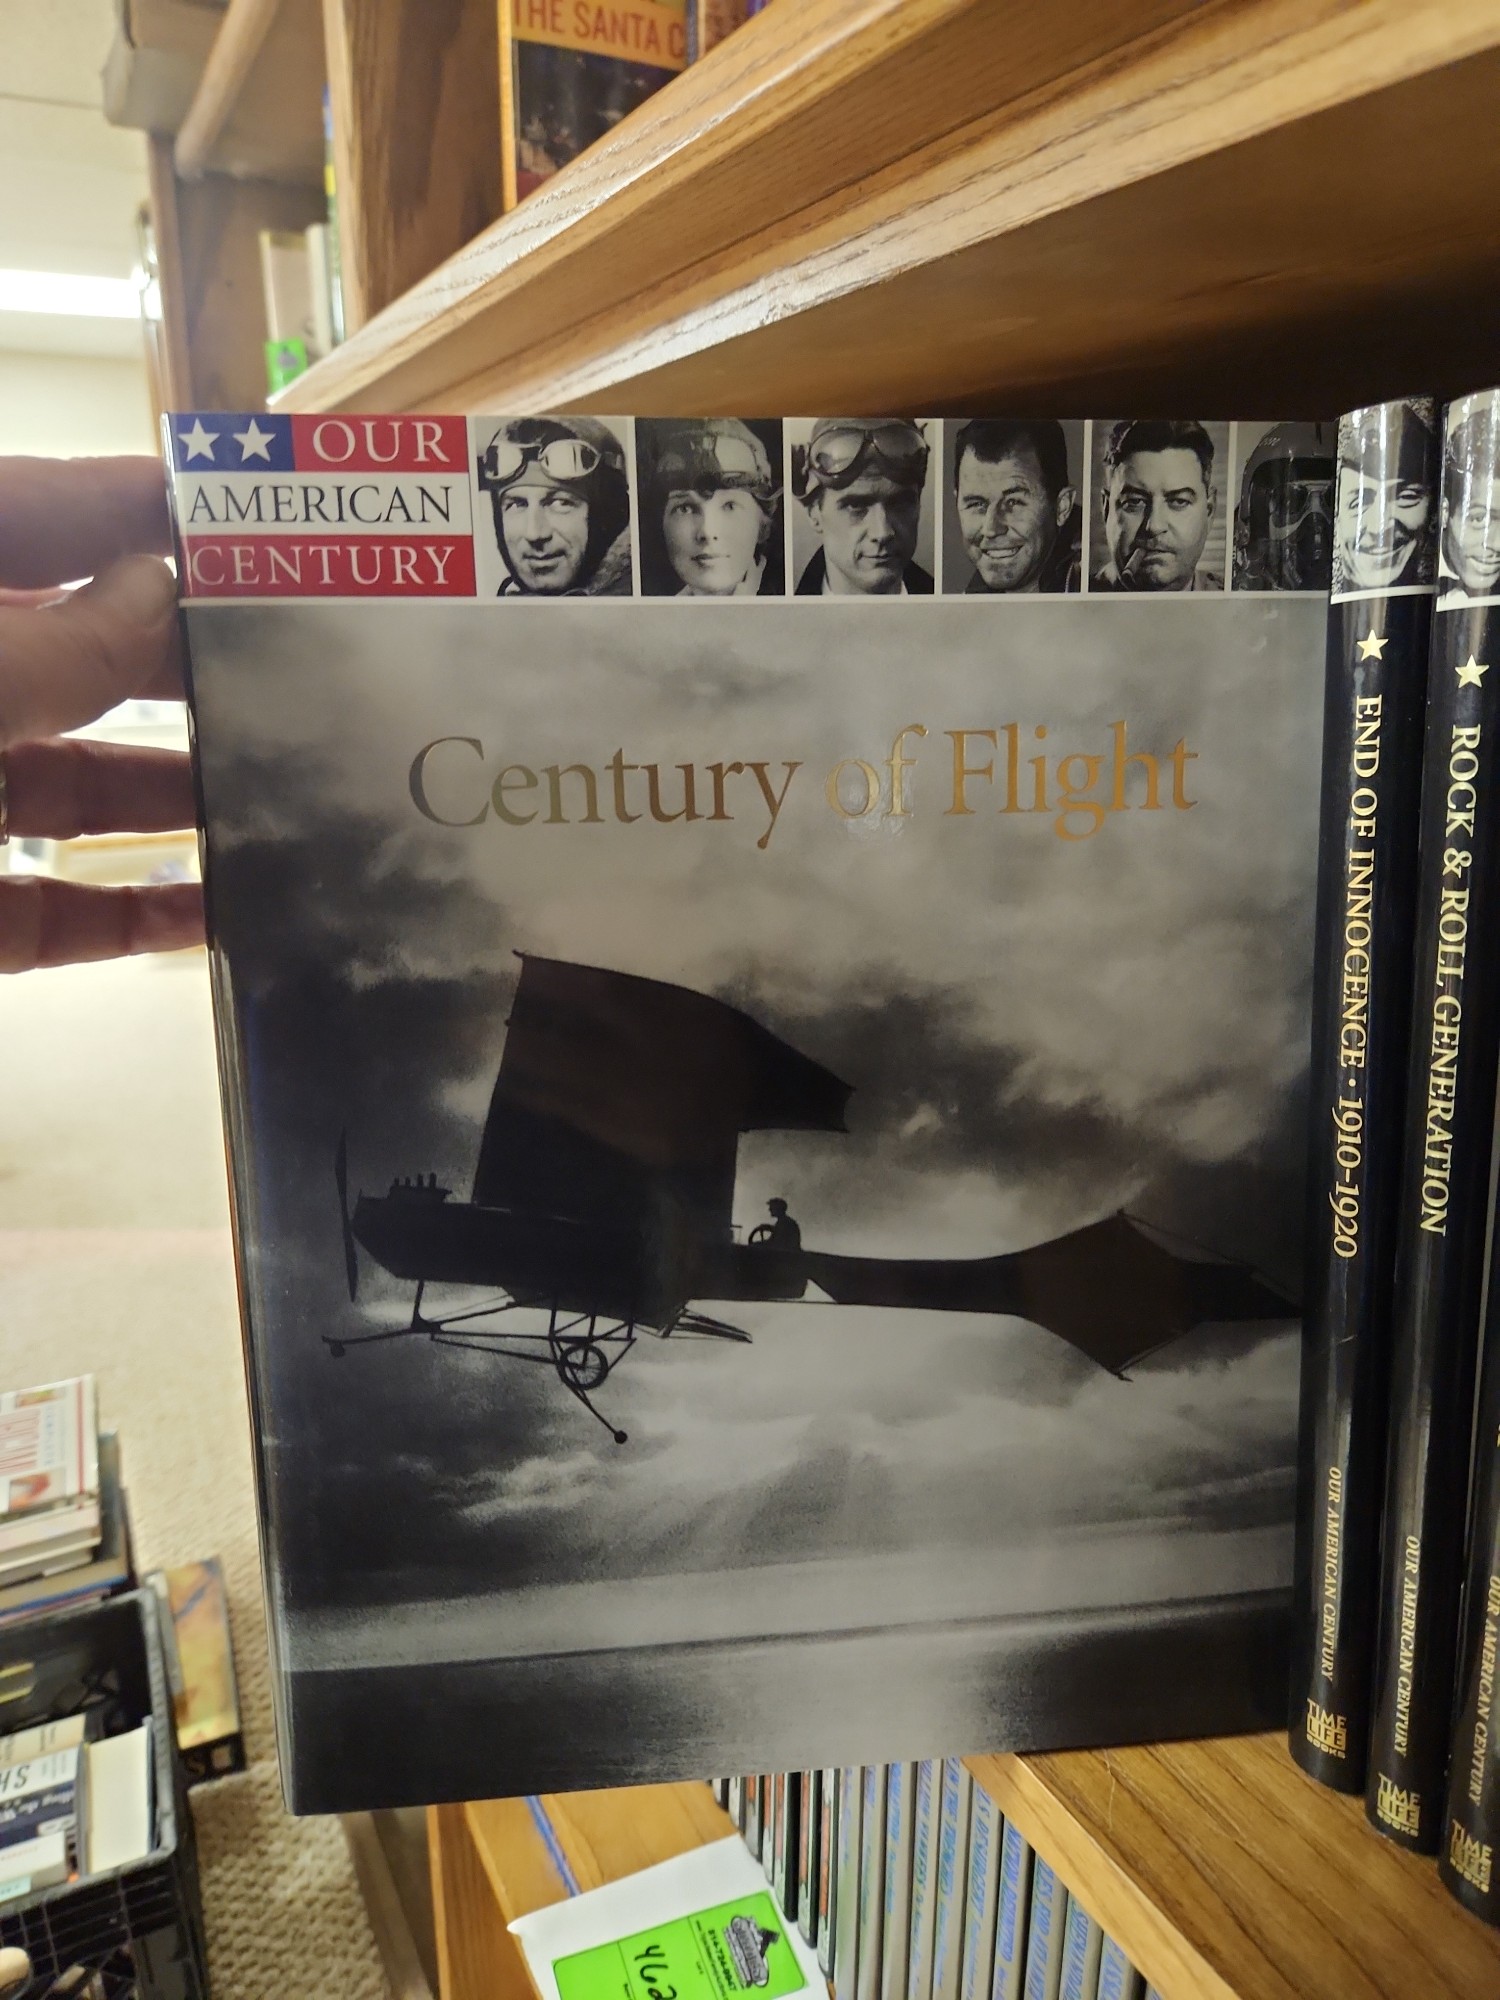 THE SANTA
OUR
AMERICAN
CENTURY
Century of Flight
END OF INNOCENCE · 1910-1920
OUR AMERICAN CENTURY
TIME
LIFE
BOOKS
ROCK & ROLL GENERATION
OUR AMERICAN CENTURY
TIME
LIFE
BOOKS
OUR AMERICAN CENTURY
TIME
LIFE
BOOKS
462